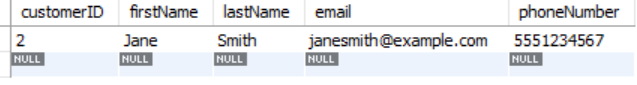 customerID firstName lastName email phoneNumber
2 Jane Smith janesmith@example.com 5551234567
NULL NULL NULL NULL NULL